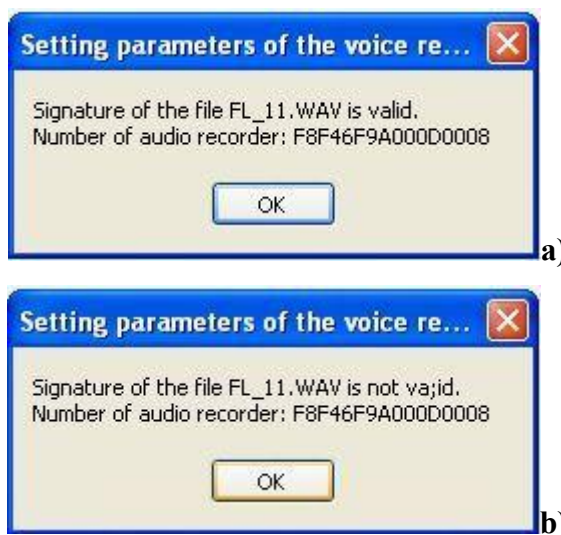 Setting parameters of the voice re...
Signature of the file FL_11.WAV is valid.
Number of audio recorder: F8F46F9A000D0008
OK
a)
Setting parameters of the voice re...
Signature of the file FL_11.WAV is not va;id.
Number of audio recorder: F8F46F9A000D0008
OK
b)